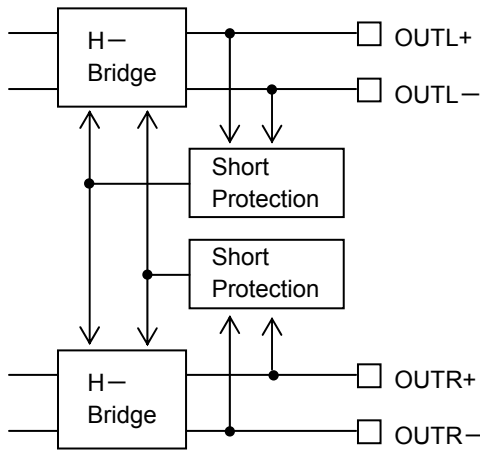 H−
Bridge
OUTL+
OUTL−
Short
Protection
Short
Protection
H−
Bridge
OUTR+
OUTR−